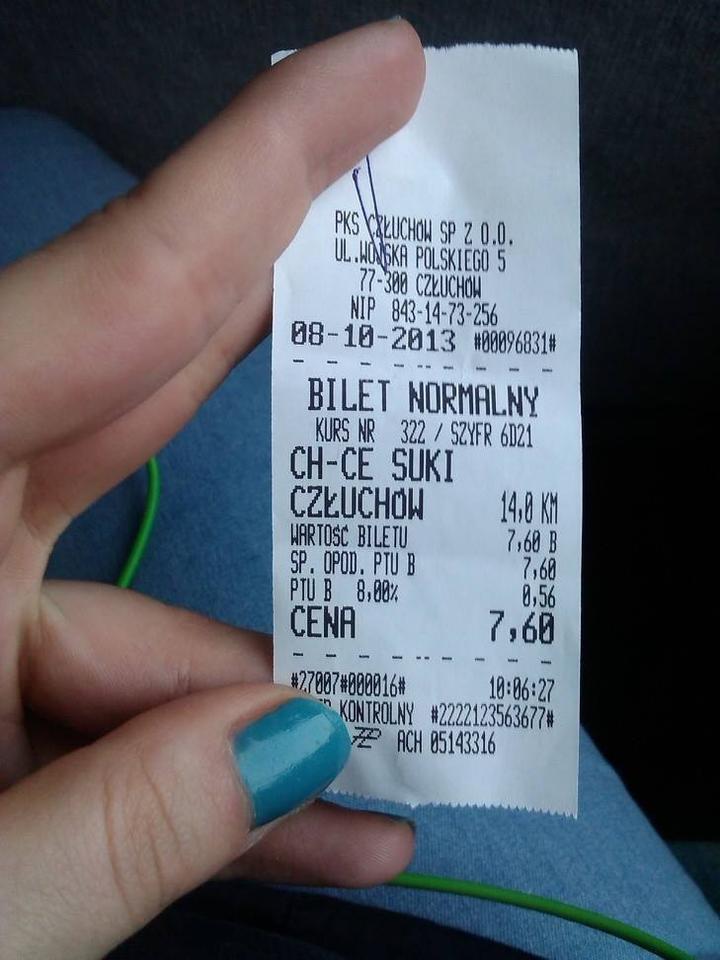 PKS CZŁUCHÓW SP Z O.O.
UL.WOJSKA POLSKIEGO 5
77-300 CZŁUCHÓW
NIP 843-14-73-256
08-10-2013 #00096831#
BILET NORMALNY
KURS NR 322 / SZYFR 6D21
CH-CE SUKI
CZŁUCHÓW 14,0 KM
WARTOŚĆ BILETU 7,60 B
SP. OPOD. PTU B 7,60
PTU B 8,00% 0,56
CENA 7,60
#27007#000016# 10:06:27
KONTROLNY #2222123563677#
ACH 05143316